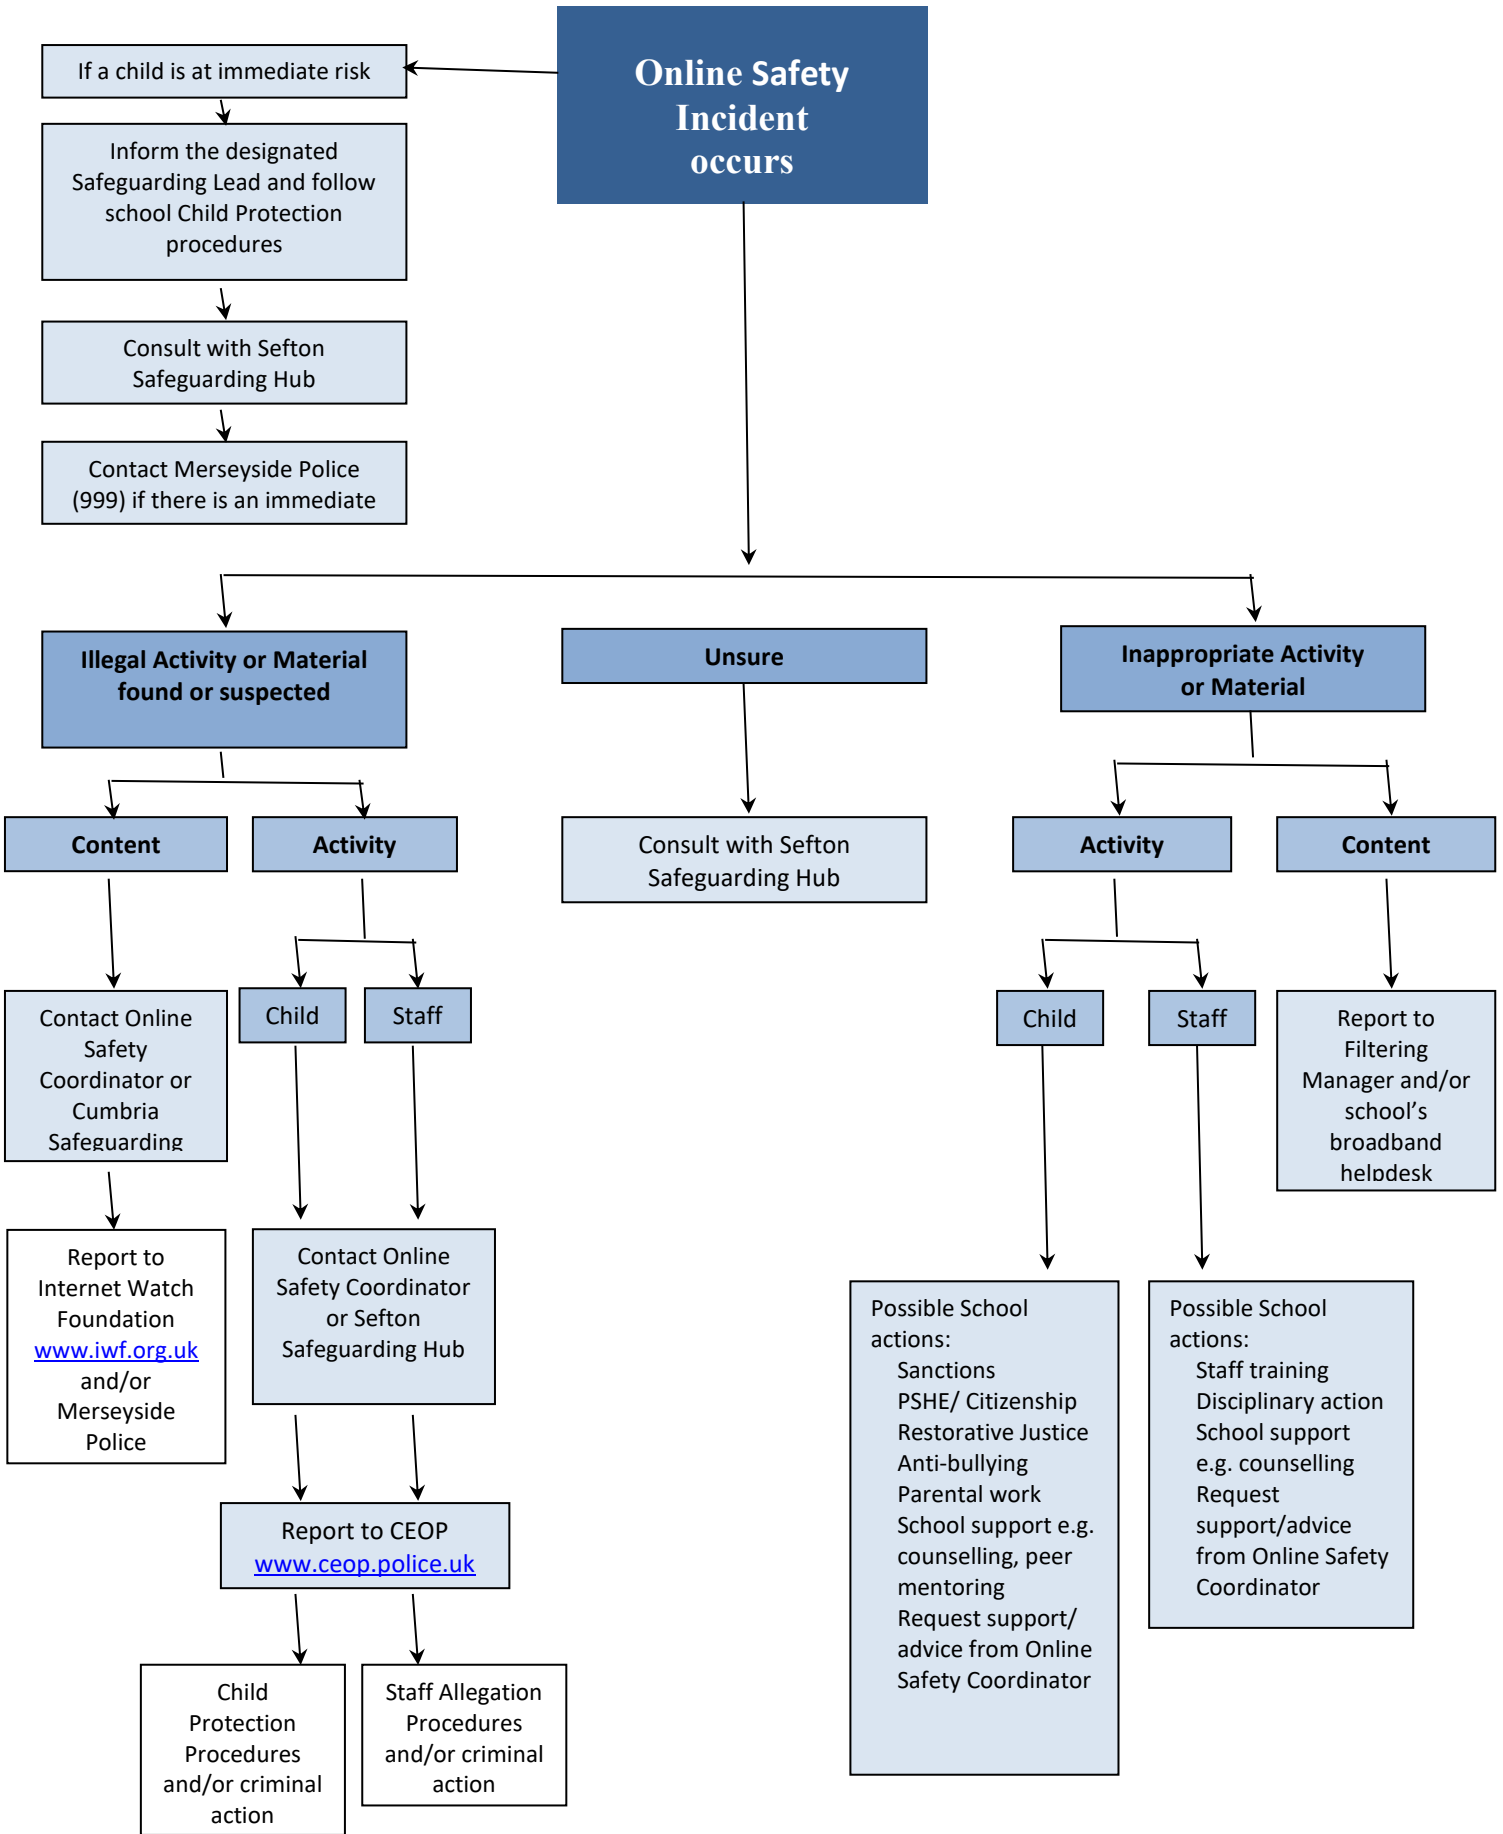 Online Safety
Incident
occurs
If a child is at immediate risk
Inform the designated
Safeguarding Lead and follow
school Child Protection
procedures
Consult with Sefton
Safeguarding Hub
Contact Merseyside Police
(999) if there is an immediate
Illegal Activity or Material
found or suspected
Unsure
Inappropriate Activity
or Material
Content
Activity
Consult with Sefton
Safeguarding Hub
Activity
Content
Contact Online
Safety
Coordinator or
Cumbria
Safeguarding
Child
Staff
Child
Staff
Report to
Filtering
Manager and/or
school’s
broadband
helpdesk
Report to
Internet Watch
Foundation
www.iwf.org.uk
and/or
Merseyside
Police
Contact Online
Safety Coordinator
or Sefton
Safeguarding Hub
Possible School
actions:
Sanctions
PSHE/ Citizenship
Restorative Justice
Anti-bullying
Parental work
School support e.g.
counselling, peer
mentoring
Request support/
advice from Online
Safety Coordinator
Possible School
actions:
Staff training
Disciplinary action
School support
e.g. counselling
Request
support/advice
from Online Safety
Coordinator
Report to CEOP
www.ceop.police.uk
Child
Protection
Procedures
and/or criminal
action
Staff Allegation
Procedures
and/or criminal
action